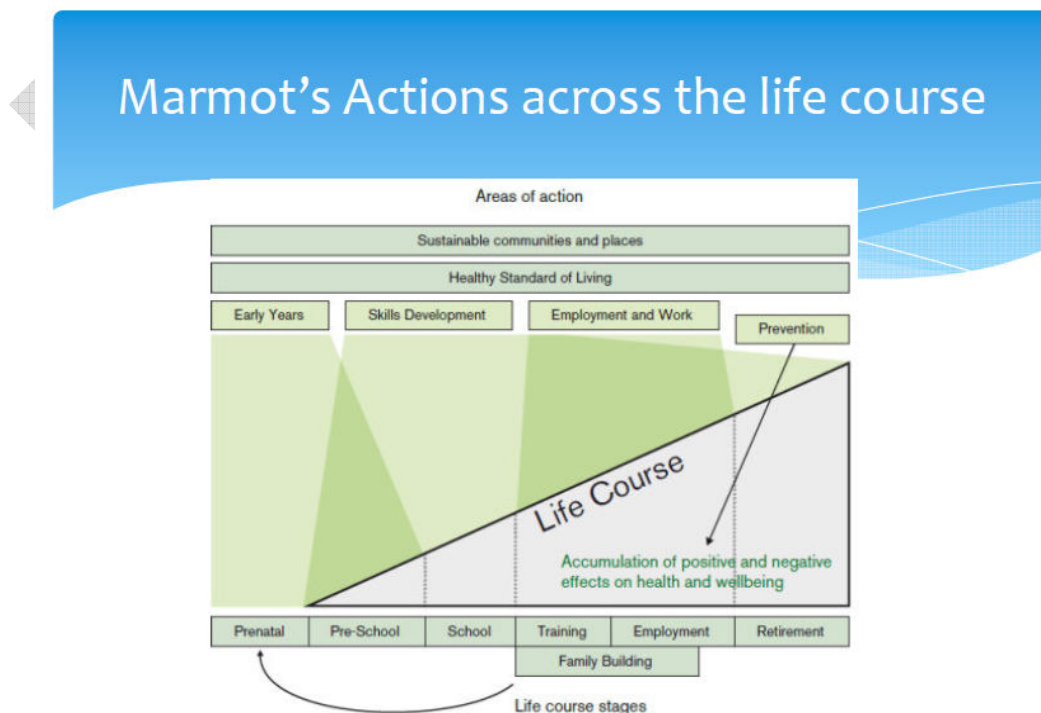 Marmot's Actions across the life course
Areas of action
Sustainable communities and places
Healthy Standard of Living
Early Years
Skills Development
Employment and Work
Prevention
Life Course
Accumulation of positive and negative
effects on health and wellbeing
Prenatal
Pre-School
School
Training
Employment
Retirement
Family Building
Life course stages